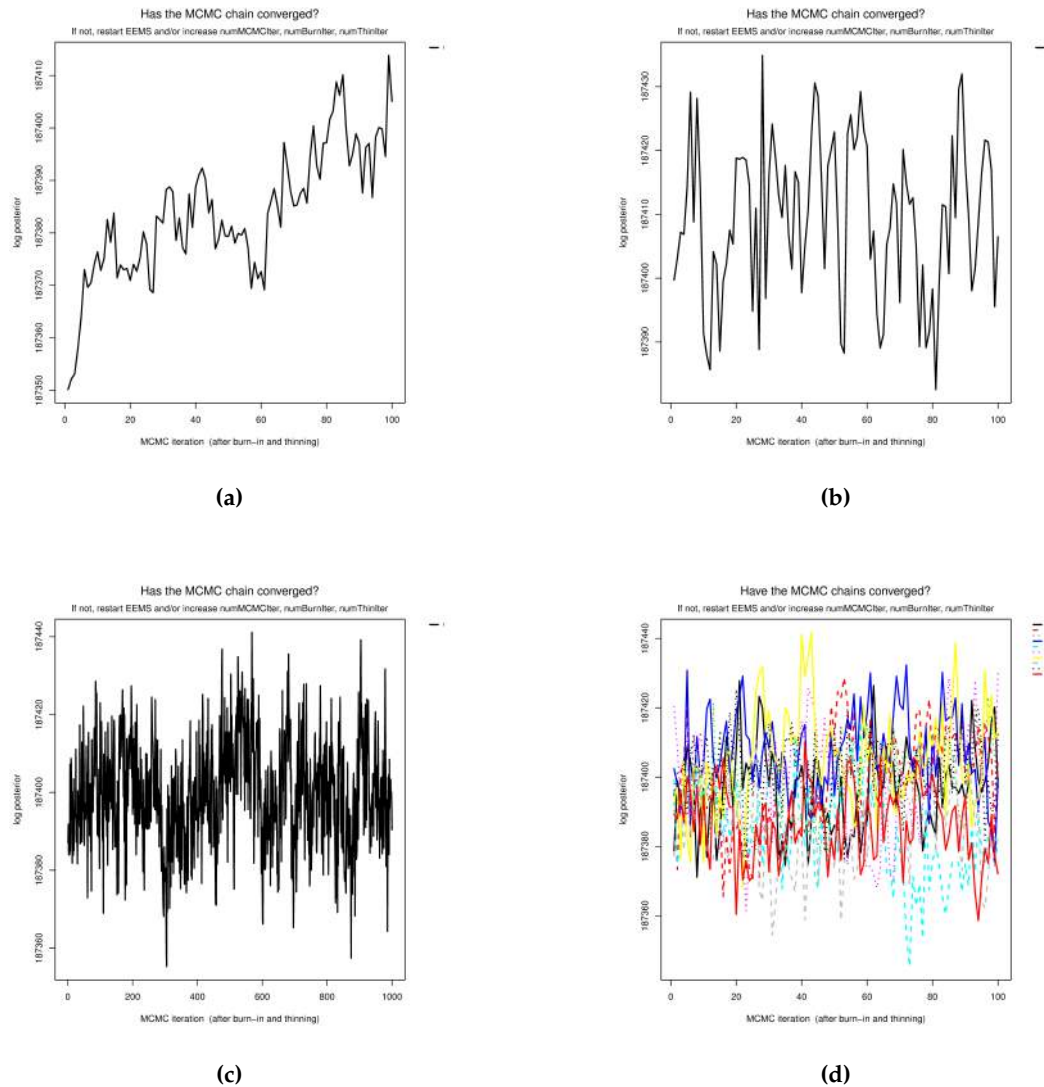 Has the MCMC chain converged?
If not, restart EEMS and/or increase numMCMCIter, numBurnIter, numThinIter
187410
187400
187390
187380
187370
187360
187350
log posterior
0 20 40 60 80 100
MCMC iteration (after burn-in and thinning)
(a)
Has the MCMC chain converged?
If not, restart EEMS and/or increase numMCMCIter, numBurnIter, numThinIter
187430
187420
187410
187400
187390
log posterior
0 20 40 60 80 100
MCMC iteration (after burn-in and thinning)
(b)
Has the MCMC chain converged?
If not, restart EEMS and/or increase numMCMCIter, numBurnIter, numThinIter
187440
187420
187400
187380
187360
log posterior
0 200 400 600 800 1000
MCMC iteration (after burn-in and thinning)
(c)
Have the MCMC chains converged?
If not, restart EEMS and/or increase numMCMCIter, numBurnIter, numThinIter
187440
187420
187400
187380
187360
log posterior
0 20 40 60 80 100
MCMC iteration (after burn-in and thinning)
(d)